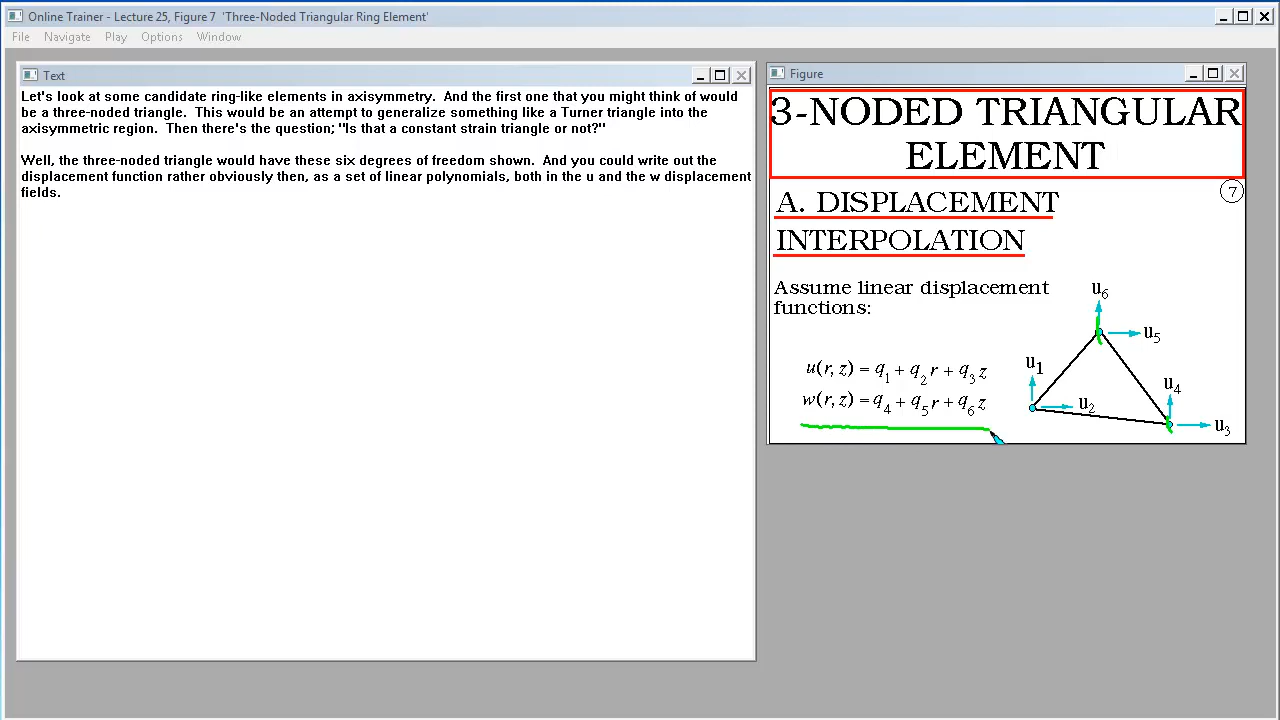 Online Trainer - Lecture 25, Figure 7 'Three-Noded Triangular Ring Element'
File Navigate Play Options Window
Text
Let's look at some candidate ring-like elements in axisymmetry. And the first one that you might think of would
be a three-noded triangle. This would be an attempt to generalize something like a Turner triangle into the
axisymmetric region. Then there's the question; "Is that a constant strain triangle or not?"
Well, the three-noded triangle would have these six degrees of freedom shown. And you could write out the
displacement function rather obviously then, as a set of linear polynomials, both in the u and the w displacement
fields.
Figure
3-NODED TRIANGULAR
ELEMENT
7
A. DISPLACEMENT
INTERPOLATION
Assume linear displacement
functions:
u(r, z) = q1 + q2 r + q3 z
w(r, z) = q4 + q5 r + q6 z
u6
u5
u1
u4
u2
u3